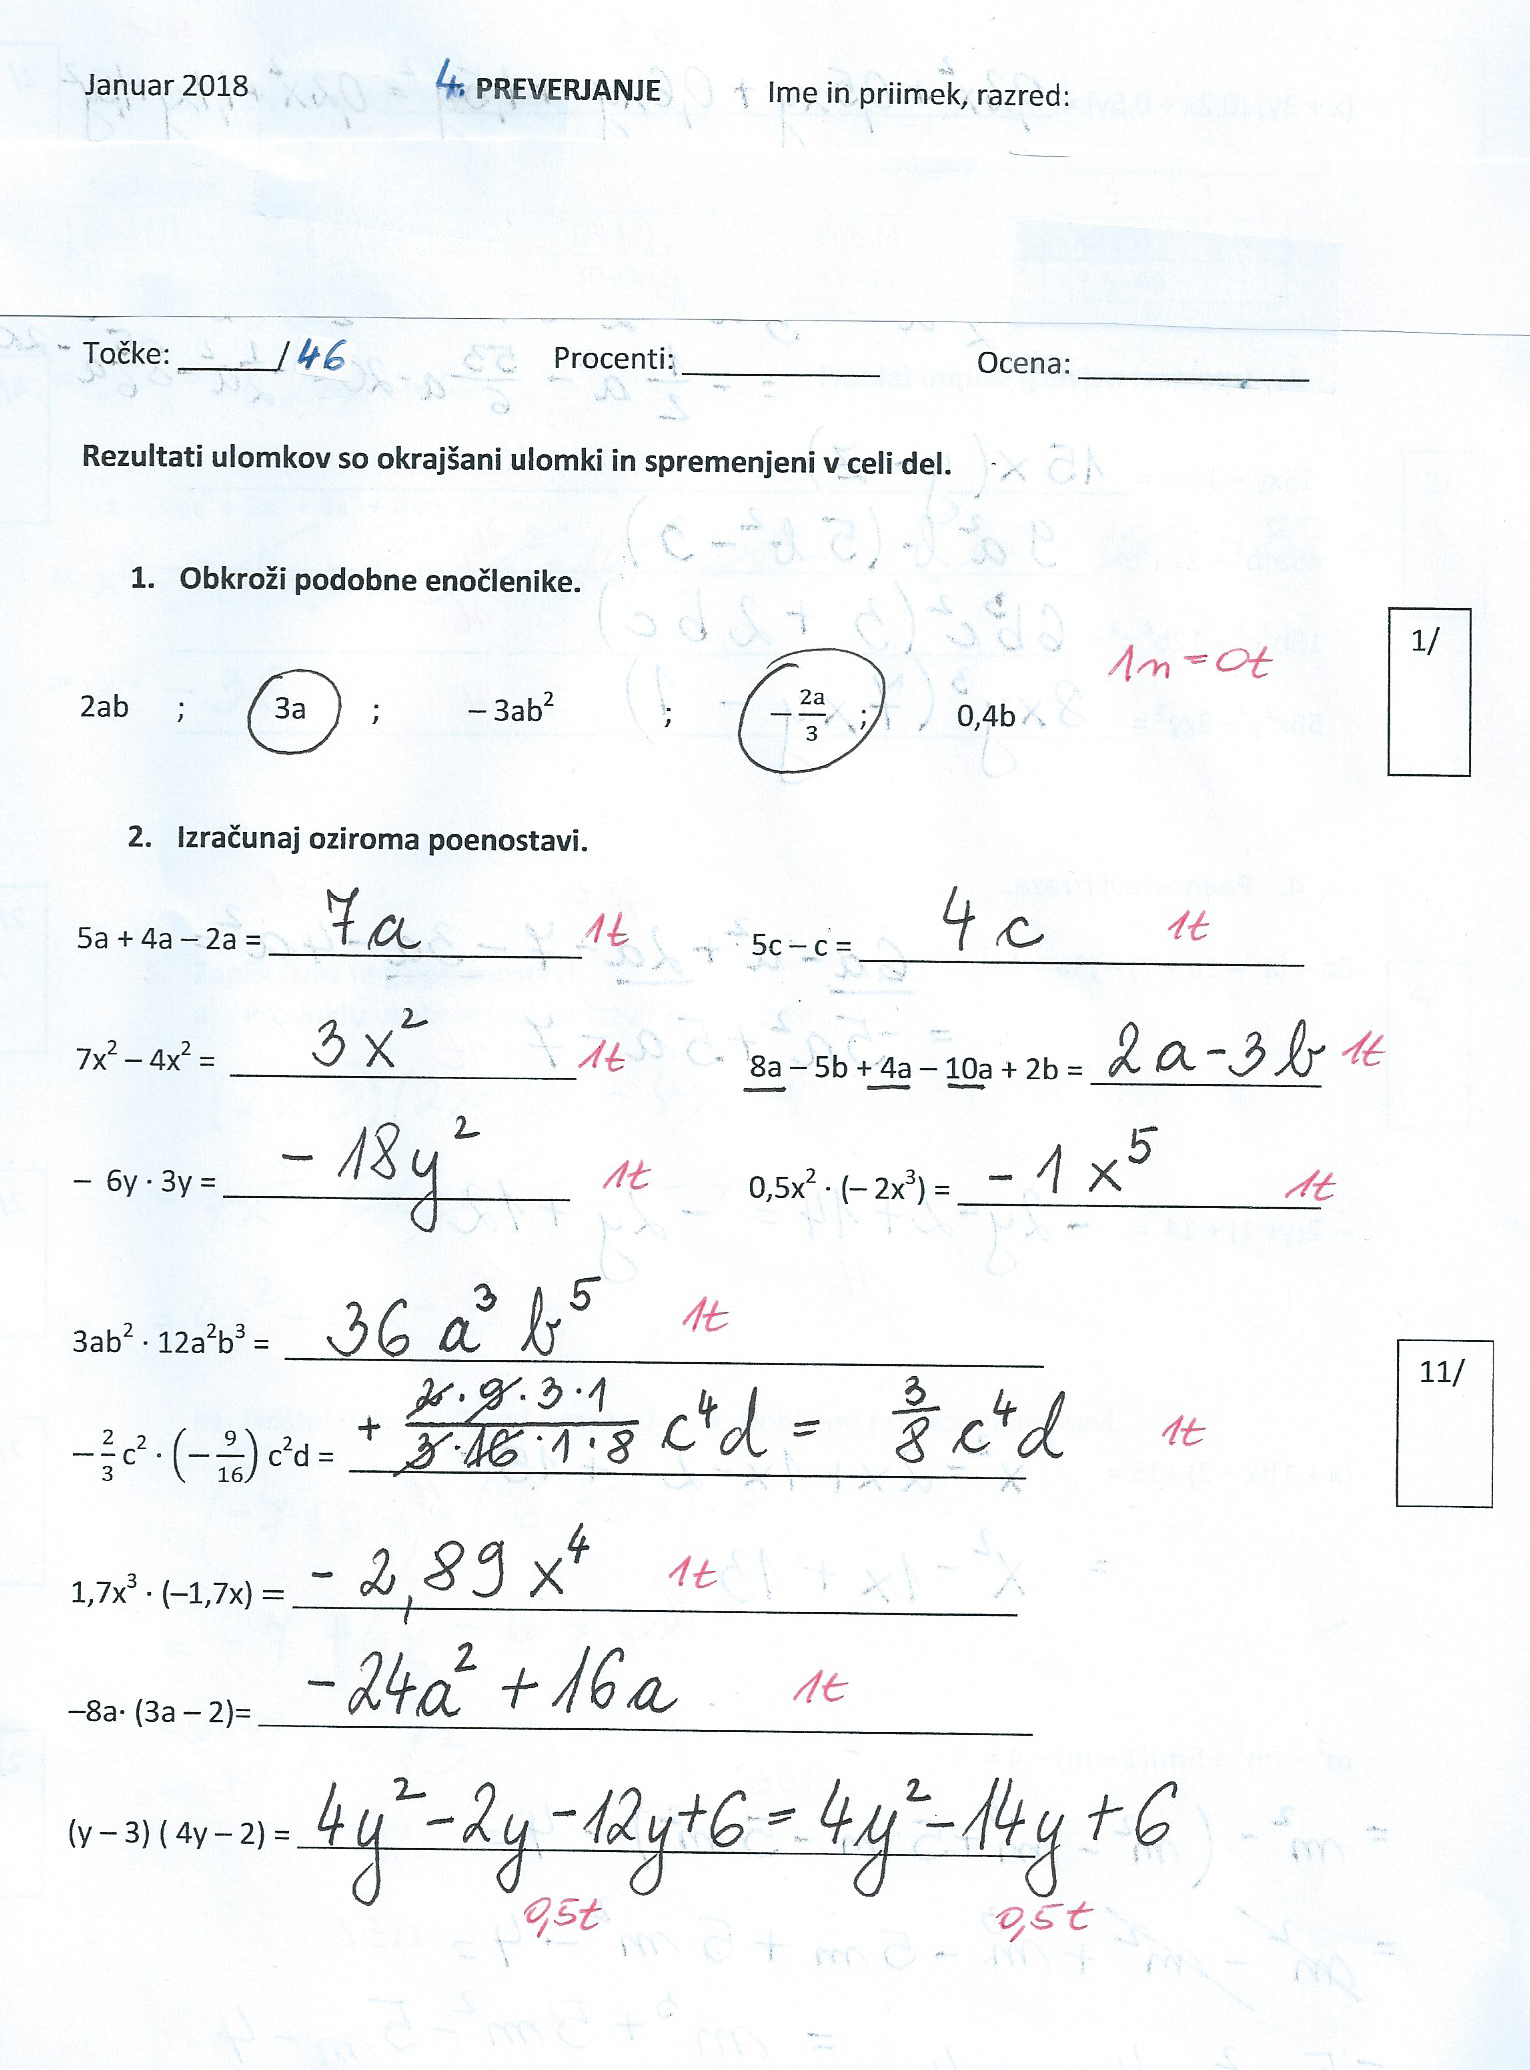 Januar 2018 4. PREVERJANJE Ime in priimek, razred:
Točke: ______/46 Procenti: ____________ Ocena: ______________
Rezultati ulomkov so okrajšani ulomki in spremenjeni v celi del.
1. Obkroži podobne enočlenike.
1n = 0t 1/
2ab ; 3a ; – 3ab² ; –2a/3 ; 0,4b
2. Izračunaj oziroma poenostavi.
5a + 4a – 2a = 7a 1t 5c – c = 4c 1t
7x² – 4x² = 3x² 1t 8a – 5b + 4a – 10a + 2b = 2a - 3b 1t
– 6y · 3y = - 18y² 1t 0,5x² · (– 2x³) = - 1x⁵ 1t
3ab² · 12a²b³ = 36 a³ b⁵ 1t
11/
–2/3 c² · (–9/16) c²d = + (2·9·3·1)/(3·16·1·8) c⁴d = 3/8 c⁴d 1t
1,7x³ · (–1,7x) = - 2,89 x⁴ 1t
–8a· (3a – 2)= - 24a² + 16a 1t
(y – 3) ( 4y – 2) = 4y² - 2y - 12y + 6 = 4y² - 14y + 6
0,5t 0,5t